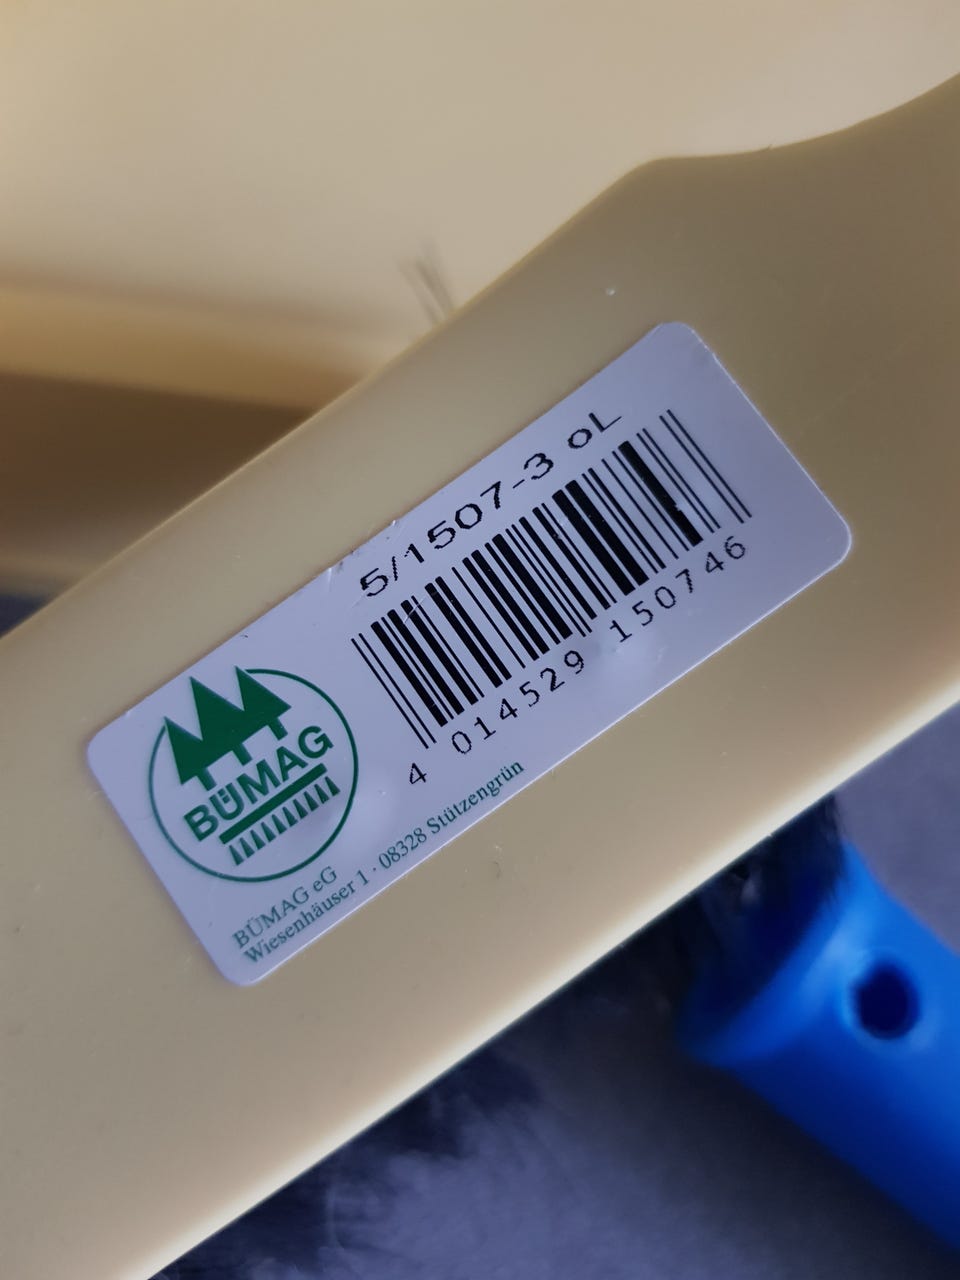 5/1507-3 oL
4 014529 150746
BÜMAG
BÜMAG eG
Wiesenhäuser 1 · 08328 Stützengrün